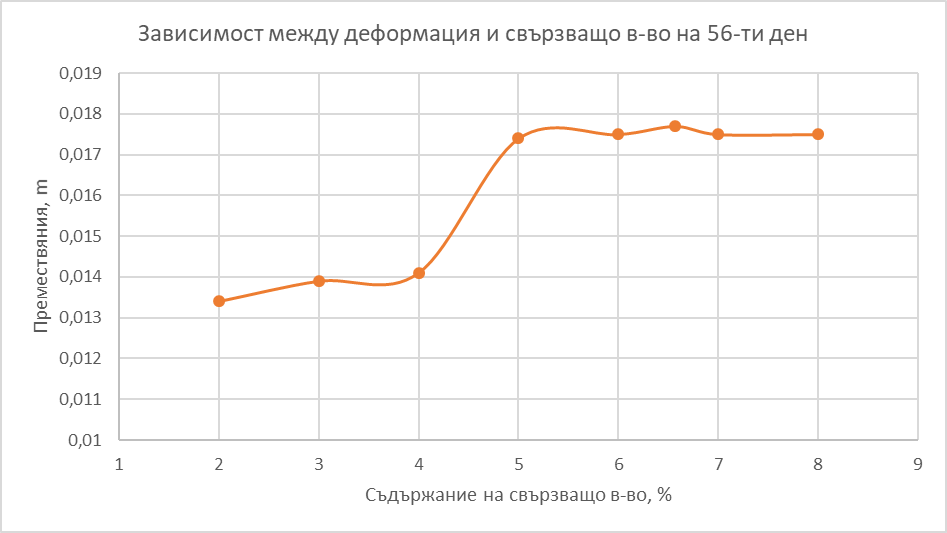 Зависимост между деформация и свързващо в-во на 56-ти ден
0,019
0,018
0,017
0,016
0,015
0,014
0,013
0,012
0,011
0,01
Премествяния, m
1 2 3 4 5 6 7 8 9
Съдържание на свързващо в-во, %